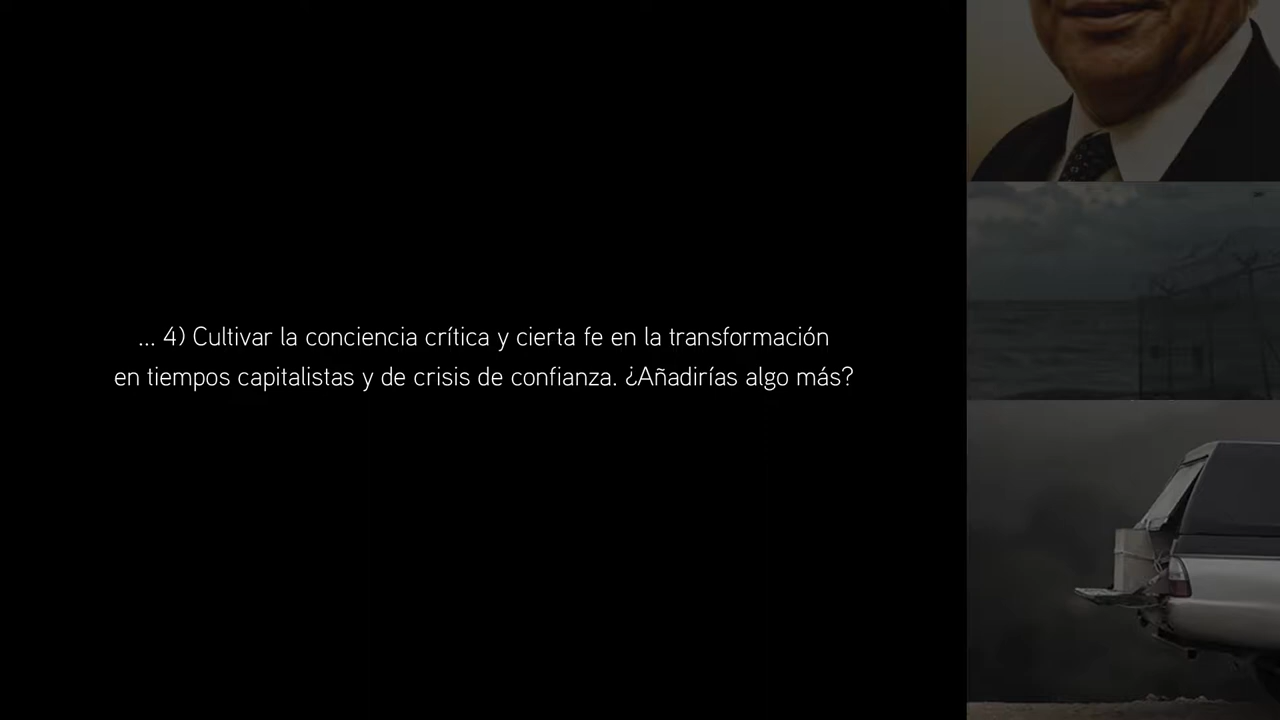 ... 4) Cultivar la conciencia crítica y cierta fe en la transformación
en tiempos capitalistas y de crisis de confianza. ¿Añadirías algo más?